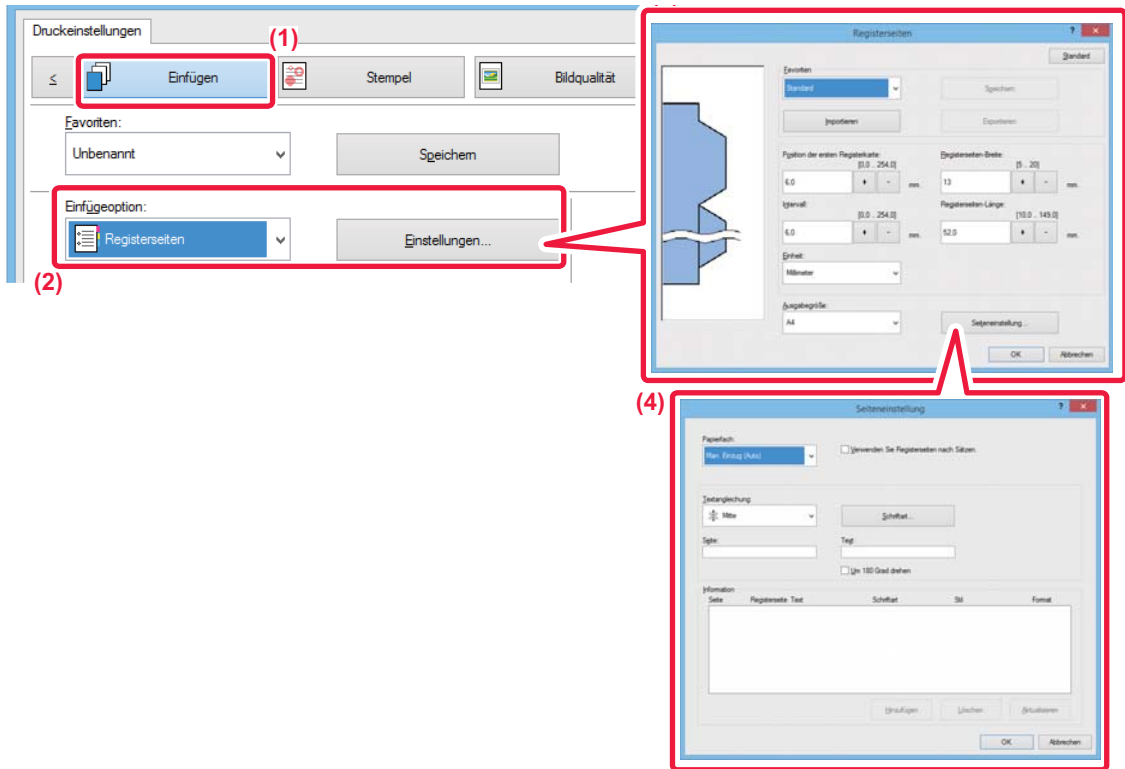 Druckeinstellungen
(1)
≤ Einfügen Stempel Bildqualität
Favoriten:
Unbenannt Speichern
Einfügeoption:
Registerseiten Einstellungen...
(2)
Registerseiten ? ×
Standard
Favoriten
Standard Speichern
Importieren Exportieren
Position der ersten Registerkarte: Registerseiten-Breite:
[0,0 .. 254,0] [5 .. 20]
6.0 + - mm. 13 + - mm.
Intervall: Registerseiten-Länge:
[0,0 .. 254,0] [10.0 .. 149,0]
6.0 + - mm. 52.0 + - mm.
Einheit:
Millimeter
Ausgabegröße:
A4 Seiteneinstellung...
OK Abbrechen
(4)
Seiteneinstellung ? ×
Papierfach:
Man. Einzug (Auto) Verwenden Sie Registerseiten nach Sätzen.
Textangleichung:
Mitte Schriftart...
Seite: Text:
Um 180 Grad drehen
Information
Seite Registerseite Text Schriftart Stil Format
Hinzufügen Löschen Aktualisieren
OK Abbrechen